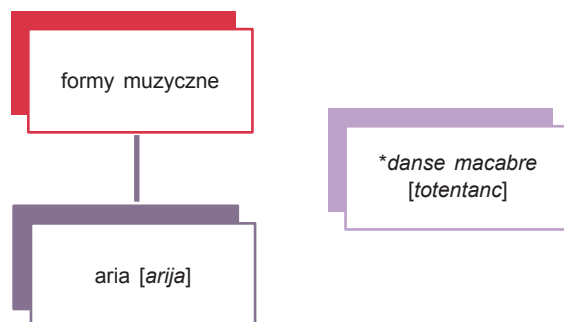 formy muzyczne
*danse macabre
[totentanc]
aria [arija]